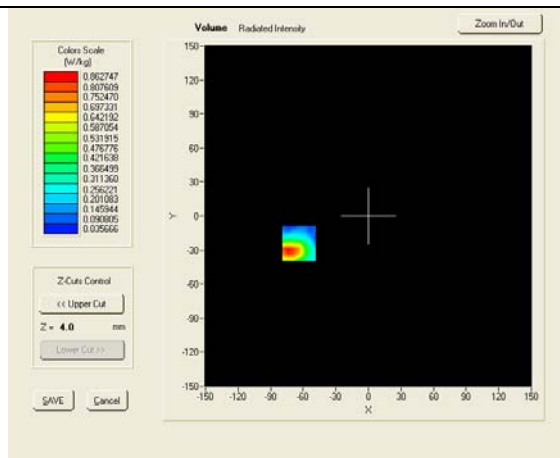 Volume Radiated Intensity
Zoom In/Out
Colors Scale
(W/kg)
0.862747
0.807609
0.752470
0.697331
0.642192
0.587054
0.531915
0.476776
0.421638
0.366499
0.311360
0.256221
0.201083
0.145944
0.090805
0.035666
Z-Cuts Control
<< Upper Cut
Z = 4.0 mm
Lower Cut >>
SAVE
Cancel
150
120
90
60
30
0
-30
-60
-90
-120
-150
Y
-150 -120 -90 -60 -30 0 30 60 90 120 150
X